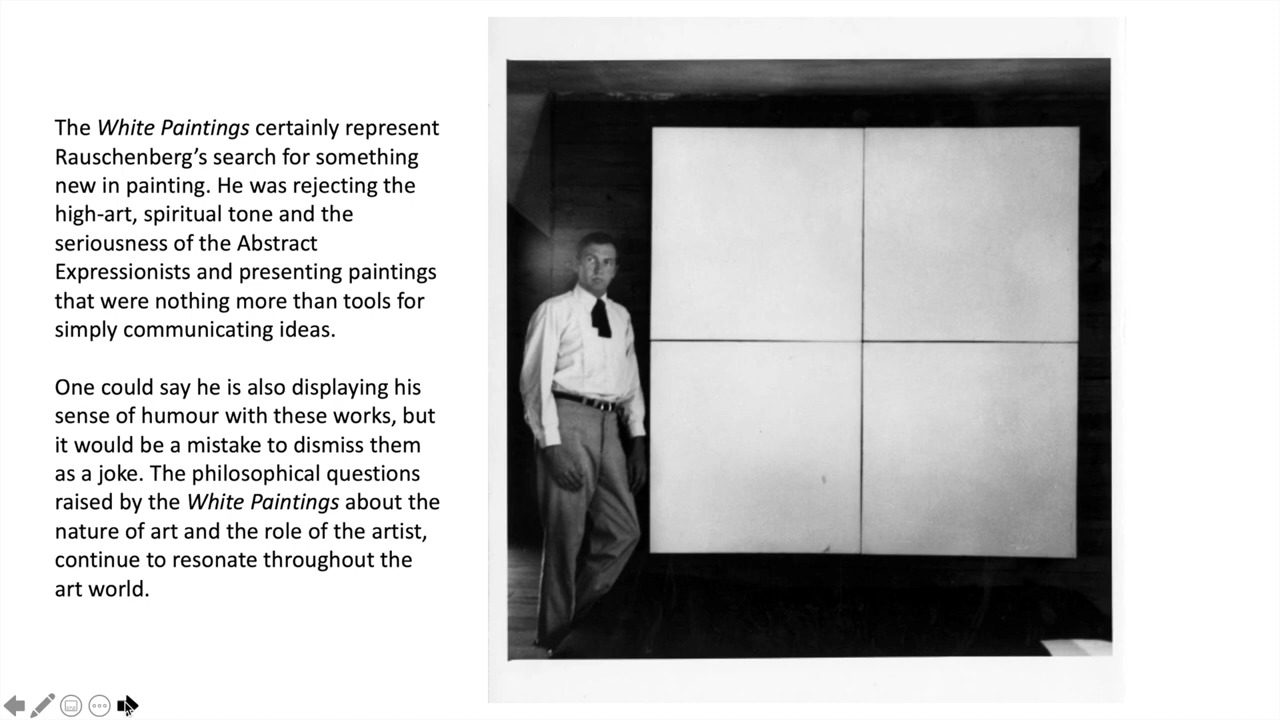 The White Paintings certainly represent
Rauschenberg’s search for something
new in painting. He was rejecting the
high-art, spiritual tone and the
seriousness of the Abstract
Expressionists and presenting paintings
that were nothing more than tools for
simply communicating ideas.
One could say he is also displaying his
sense of humour with these works, but
it would be a mistake to dismiss them
as a joke. The philosophical questions
raised by the White Paintings about the
nature of art and the role of the artist,
continue to resonate throughout the
art world.